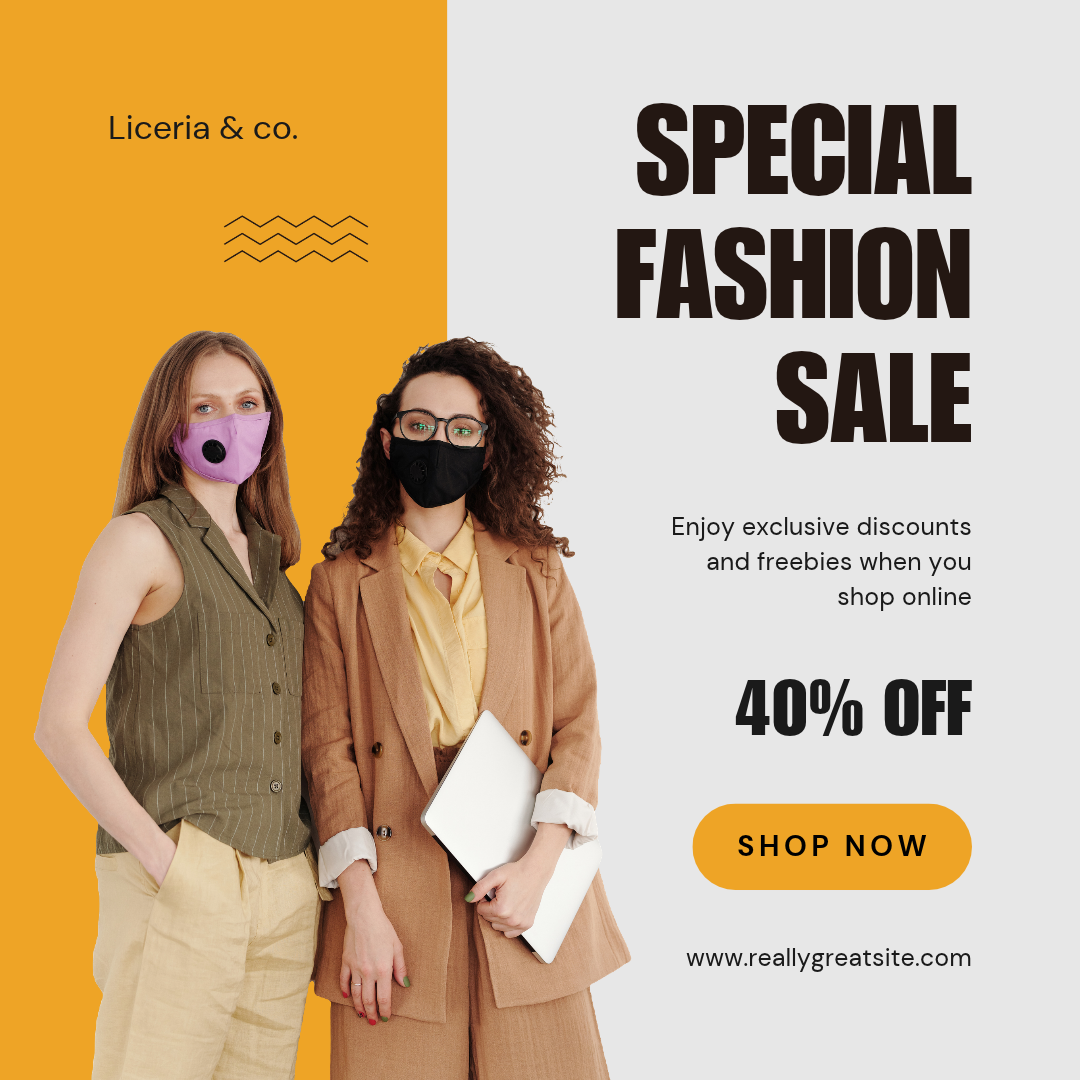 Liceria & co.
SPECIAL
FASHION
SALE
Enjoy exclusive discounts
and freebies when you
shop online
40% OFF
SHOP NOW
www.reallygreatsite.com